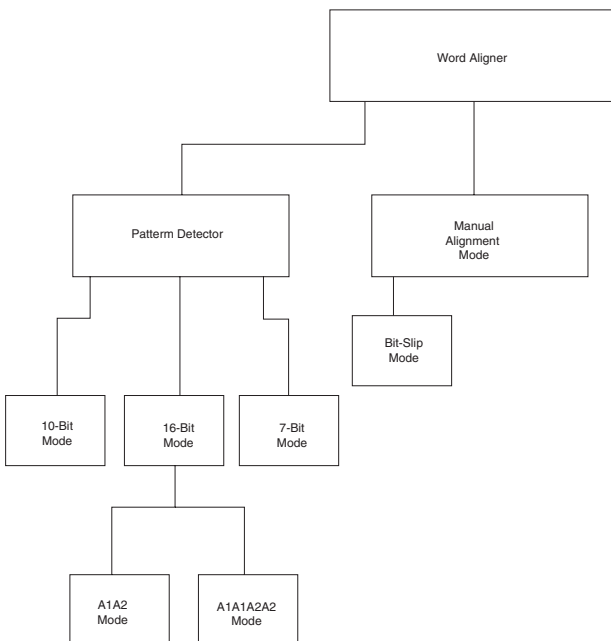 Word Aligner
Patterm Detector
Manual
Alignment
Mode
Bit-Slip
Mode
10-Bit
Mode
16-Bit
Mode
7-Bit
Mode
A1A2
Mode
A1A1A2A2
Mode